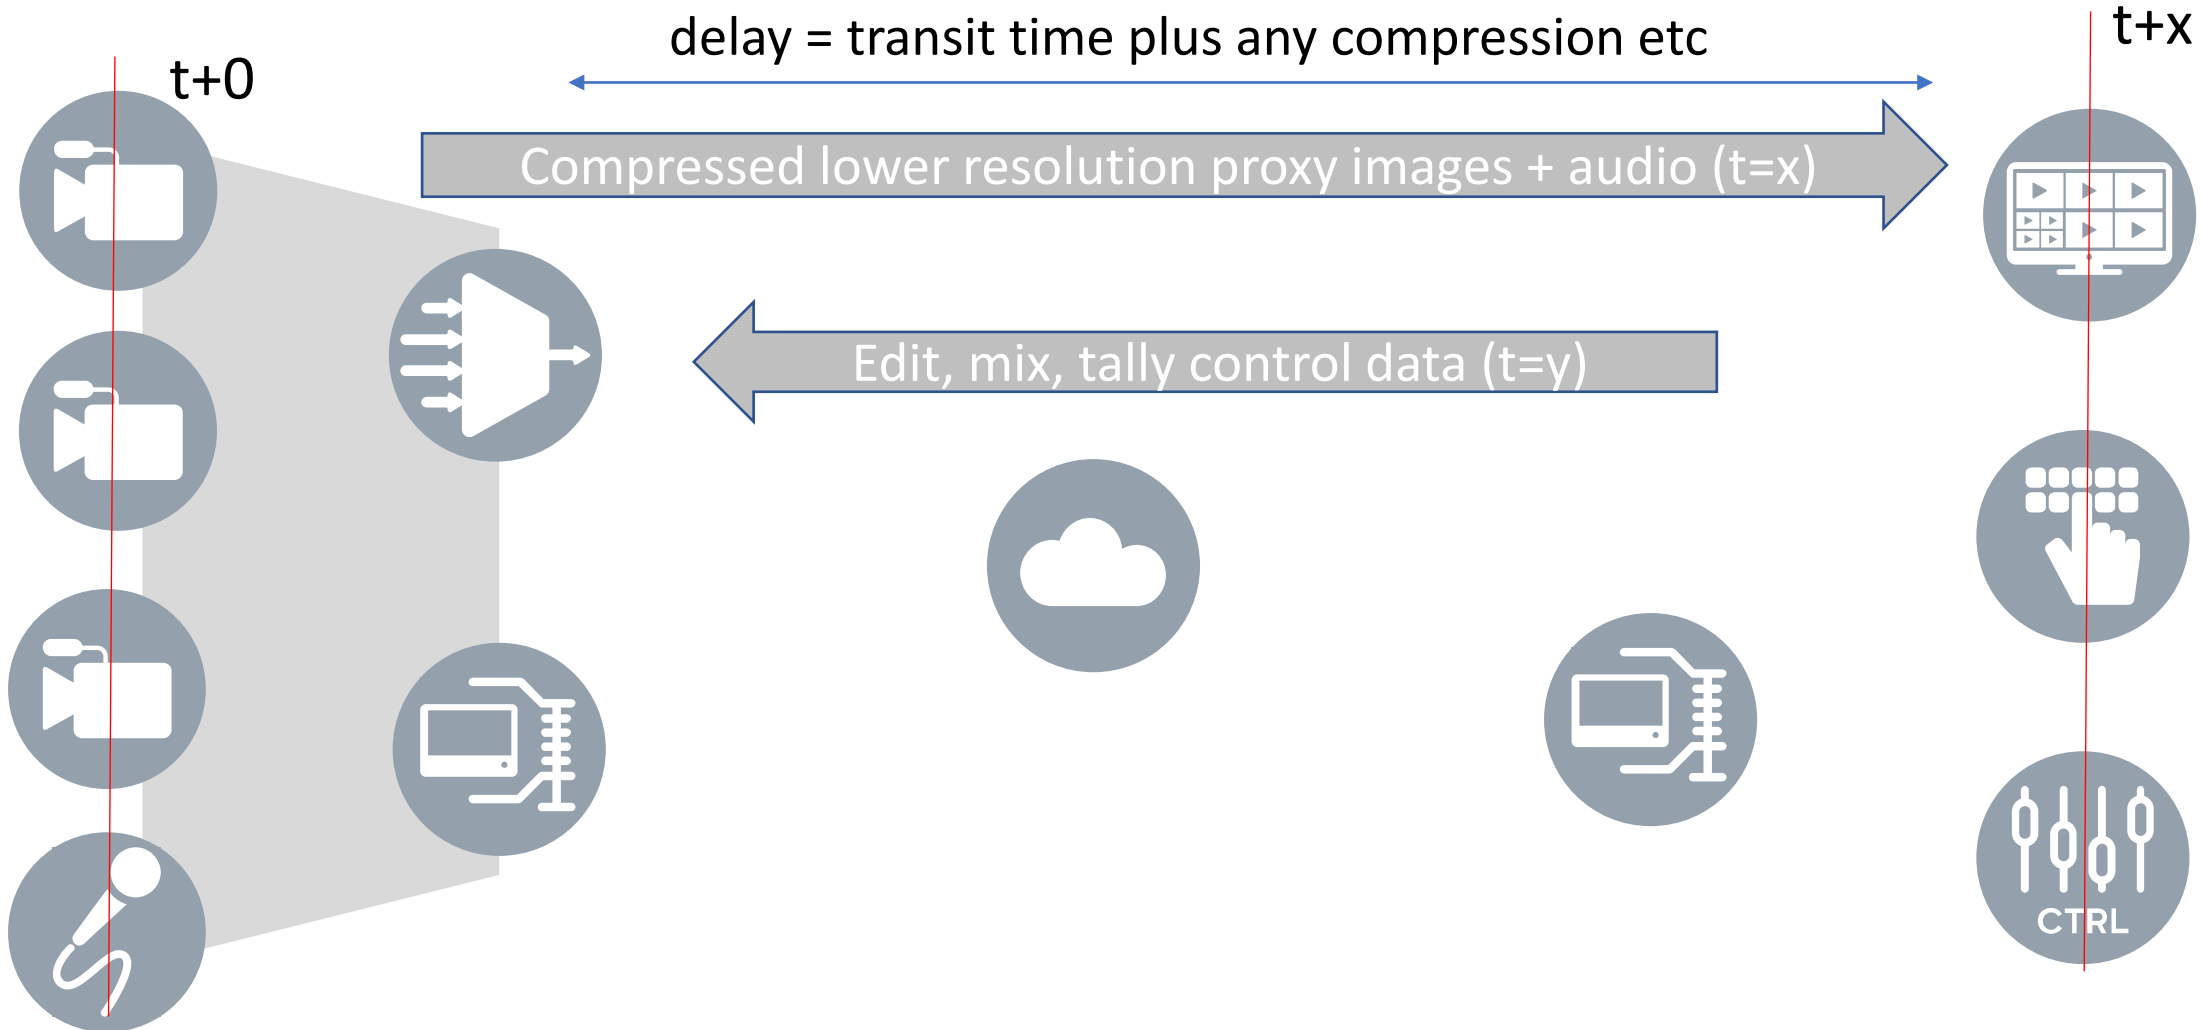 delay = transit time plus any compression etc
t+x
t+0
Compressed lower resolution proxy images + audio (t=x)
Edit, mix, tally control data (t=y)
CTRL